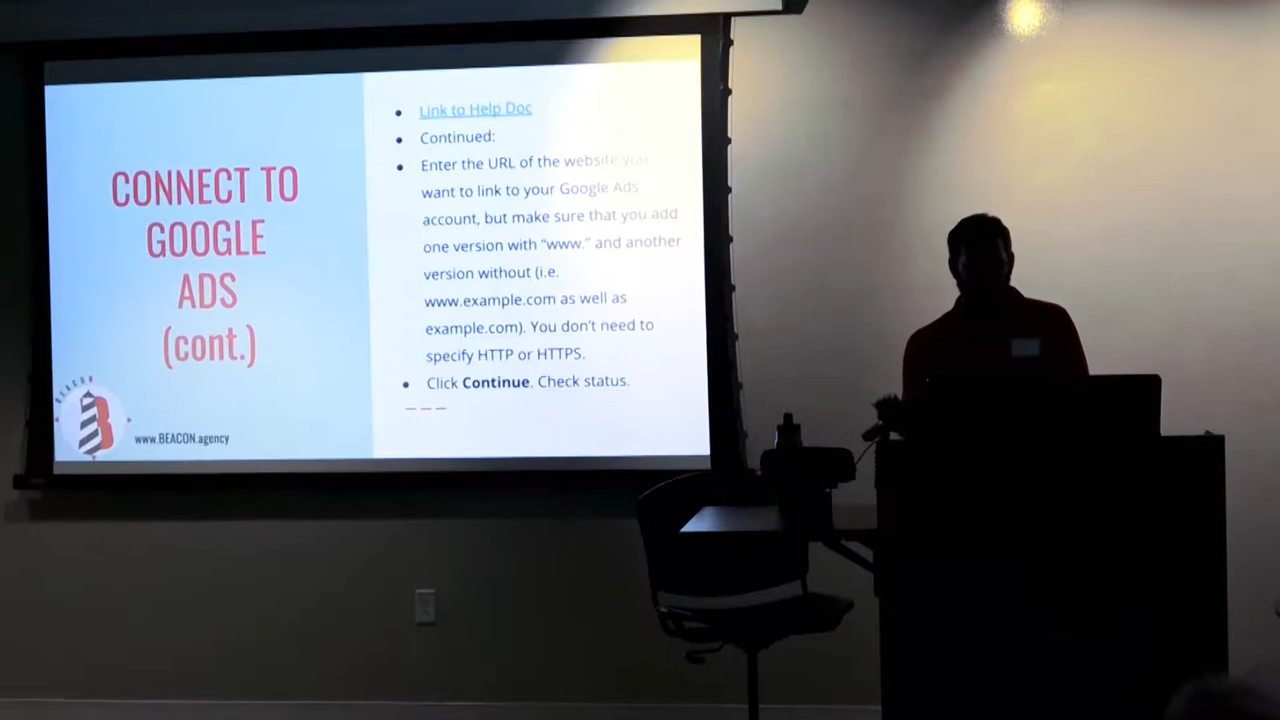 CONNECT TO
GOOGLE
ADS
(cont.)
BEACON
B
www.BEACON.agency
Link to Help Doc
Continued:
Enter the URL of the website you
want to link to your Google Ads
account, but make sure that you add
one version with “www.” and another
version without (i.e.
www.example.com as well as
example.com). You don’t need to
specify HTTP or HTTPS.
Click Continue. Check status.